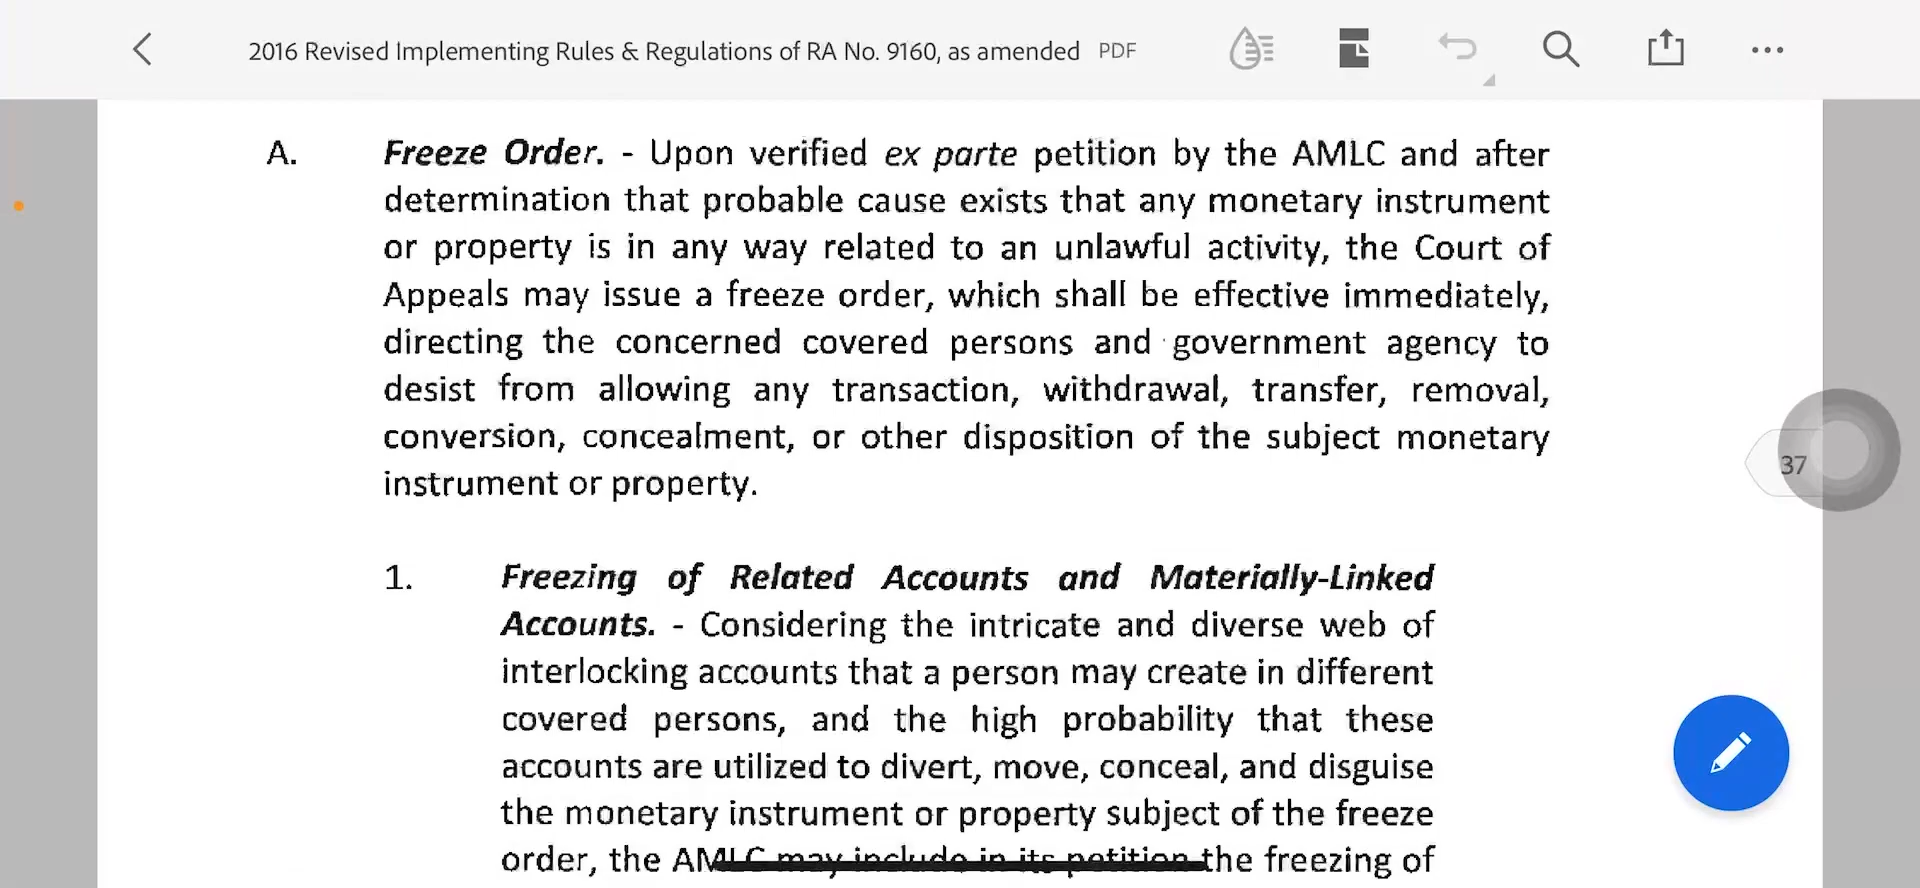 2016 Revised Implementing Rules & Regulations of RA No. 9160, as amended PDF
A. Freeze Order. - Upon verified ex parte petition by the AMLC and after
determination that probable cause exists that any monetary instrument
or property is in any way related to an unlawful activity, the Court of
Appeals may issue a freeze order, which shall be effective immediately,
directing the concerned covered persons and government agency to
desist from allowing any transaction, withdrawal, transfer, removal,
conversion, concealment, or other disposition of the subject monetary
instrument or property.
37
1. Freezing of Related Accounts and Materially-Linked
Accounts. - Considering the intricate and diverse web of
interlocking accounts that a person may create in different
covered persons, and the high probability that these
accounts are utilized to divert, move, conceal, and disguise
the monetary instrument or property subject of the freeze
order, the AMLC may include in its petition the freezing of